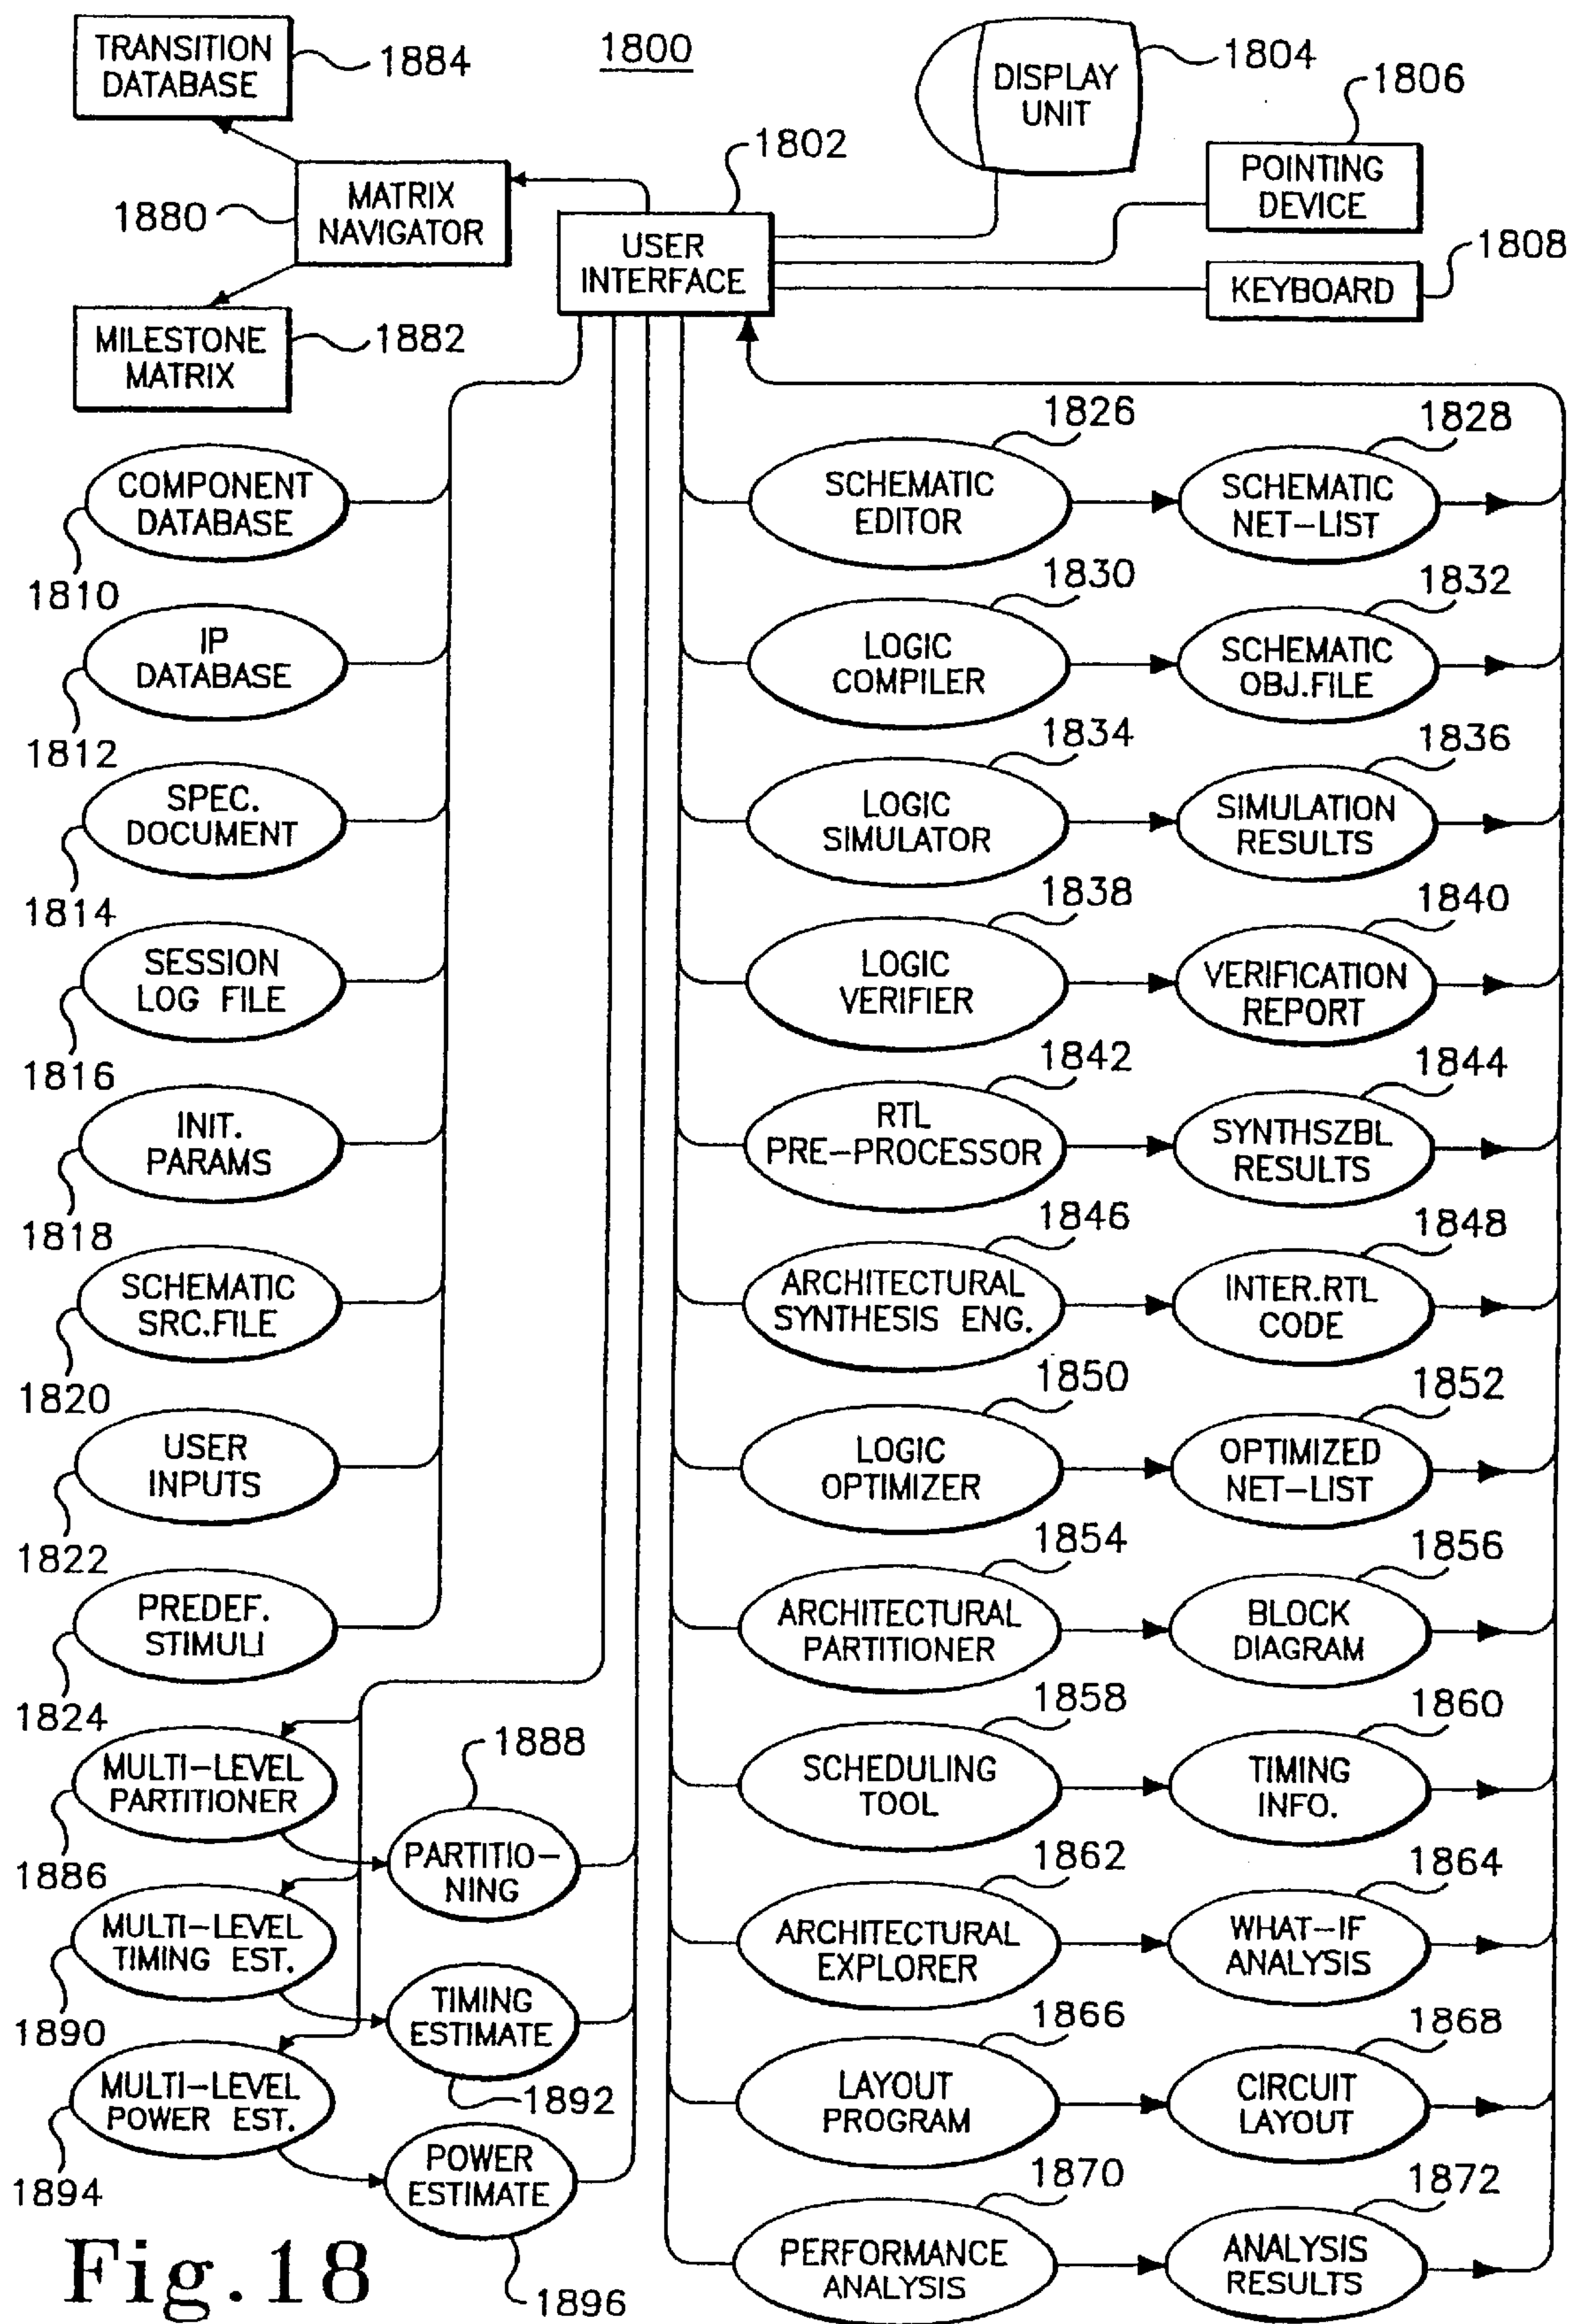 1800
TRANSITION
DATABASE
1884
MATRIX
NAVIGATOR
1880
MILESTONE
MATRIX
1882
USER
INTERFACE
1802
DISPLAY
UNIT
1804
POINTING
DEVICE
1806
KEYBOARD
1808
COMPONENT
DATABASE
1810
IP
DATABASE
1812
SPEC.
DOCUMENT
1814
SESSION
LOG FILE
1816
INIT.
PARAMS
1818
SCHEMATIC
SRC.FILE
1820
USER
INPUTS
1822
PREDEF.
STIMULI
1824
MULTI-LEVEL
PARTITIONER
1886
PARTITIO-
NING
1888
MULTI-LEVEL
TIMING EST.
1890
TIMING
ESTIMATE
1892
MULTI-LEVEL
POWER EST.
1894
POWER
ESTIMATE
1896
SCHEMATIC
EDITOR
1826
SCHEMATIC
NET-LIST
1828
LOGIC
COMPILER
1830
SCHEMATIC
OBJ.FILE
1832
LOGIC
SIMULATOR
1834
SIMULATION
RESULTS
1836
LOGIC
VERIFIER
1838
VERIFICATION
REPORT
1840
RTL
PRE-PROCESSOR
1842
SYNTHSZBL
RESULTS
1844
ARCHITECTURAL
SYNTHESIS ENG.
1846
INTER.RTL
CODE
1848
LOGIC
OPTIMIZER
1850
OPTIMIZED
NET-LIST
1852
ARCHITECTURAL
PARTITIONER
1854
BLOCK
DIAGRAM
1856
SCHEDULING
TOOL
1858
TIMING
INFO.
1860
ARCHITECTURAL
EXPLORER
1862
WHAT-IF
ANALYSIS
1864
LAYOUT
PROGRAM
1866
CIRCUIT
LAYOUT
1868
PERFORMANCE
ANALYSIS
1870
ANALYSIS
RESULTS
1872
Fig.18